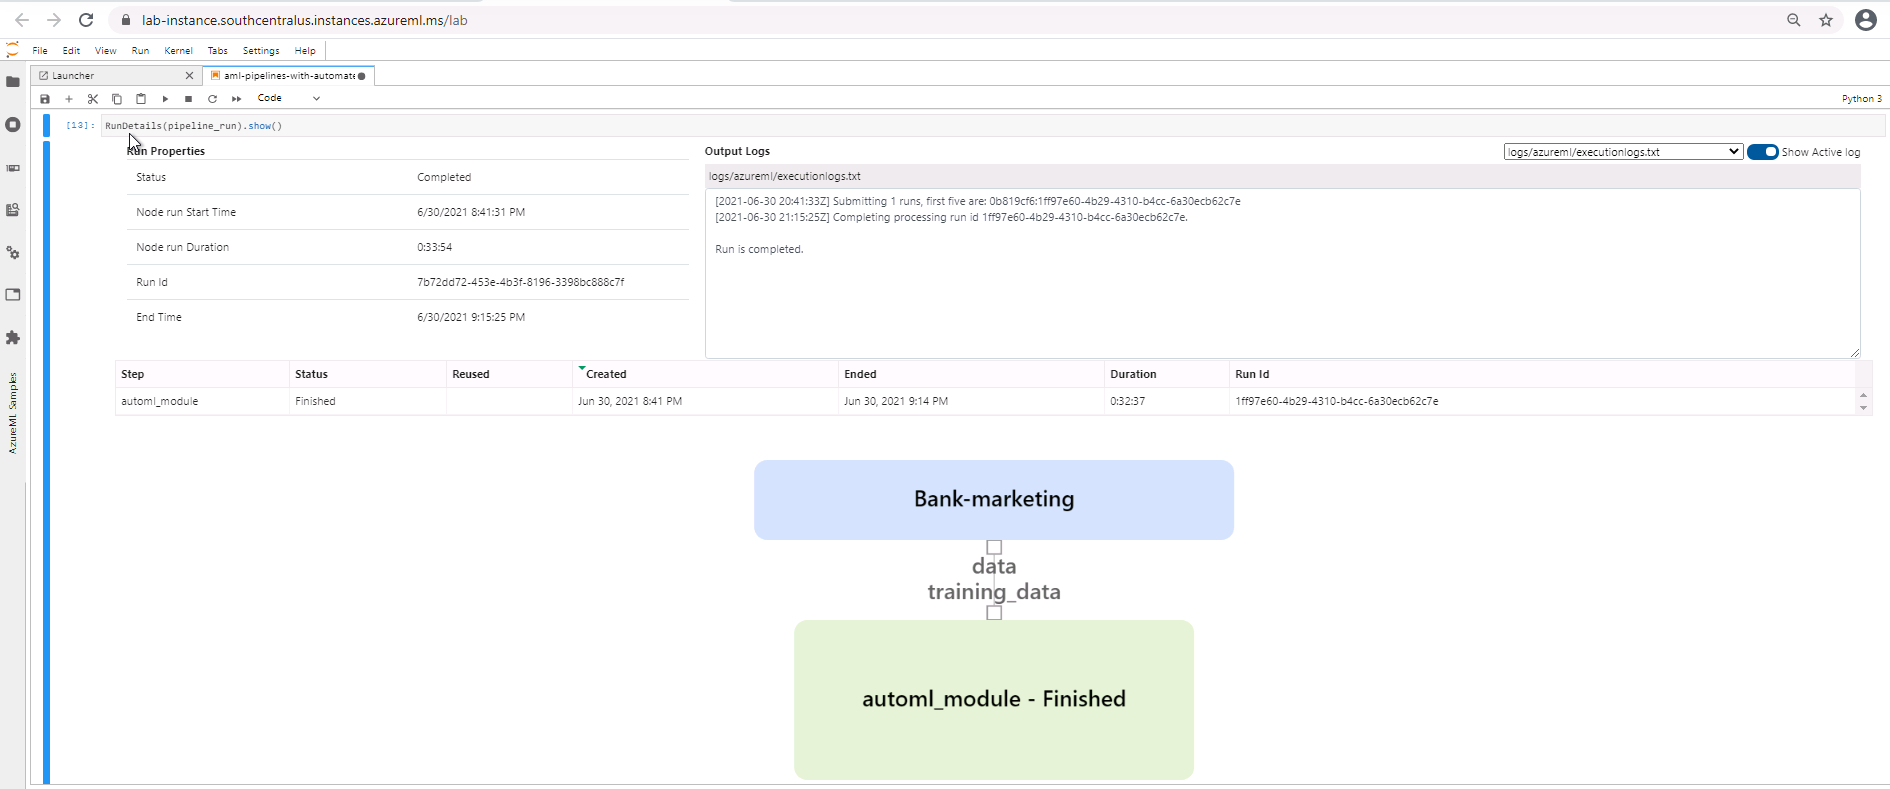 lab-instance.southcentralus.instances.azureml.ms/lab
File Edit View Run Kernel Tabs Settings Help
Launcher
aml-pipelines-with-automate
Code
Python 3
[13]: RunDetails(pipeline_run).show()
Run Properties
Status Completed
Node run Start Time 6/30/2021 8:41:31 PM
Node run Duration 0:33:54
Run Id 7b72dd72-453e-4b3f-8196-3398bc888c7f
End Time 6/30/2021 9:15:25 PM
Output Logs
logs/azureml/executionlogs.txt
Show Active log
logs/azureml/executionlogs.txt
[2021-06-30 20:41:33Z] Submitting 1 runs, first five are: 0b819cf6:1ff97e60-4b29-4310-b4cc-6a30ecb62c7e
[2021-06-30 21:15:25Z] Completing processing run id 1ff97e60-4b29-4310-b4cc-6a30ecb62c7e.
Run is completed.
Step Status Reused Created Ended Duration Run Id
automl_module Finished Jun 30, 2021 8:41 PM Jun 30, 2021 9:14 PM 0:32:37 1ff97e60-4b29-4310-b4cc-6a30ecb62c7e
AzureML Samples
Bank-marketing
data
training_data
automl_module - Finished